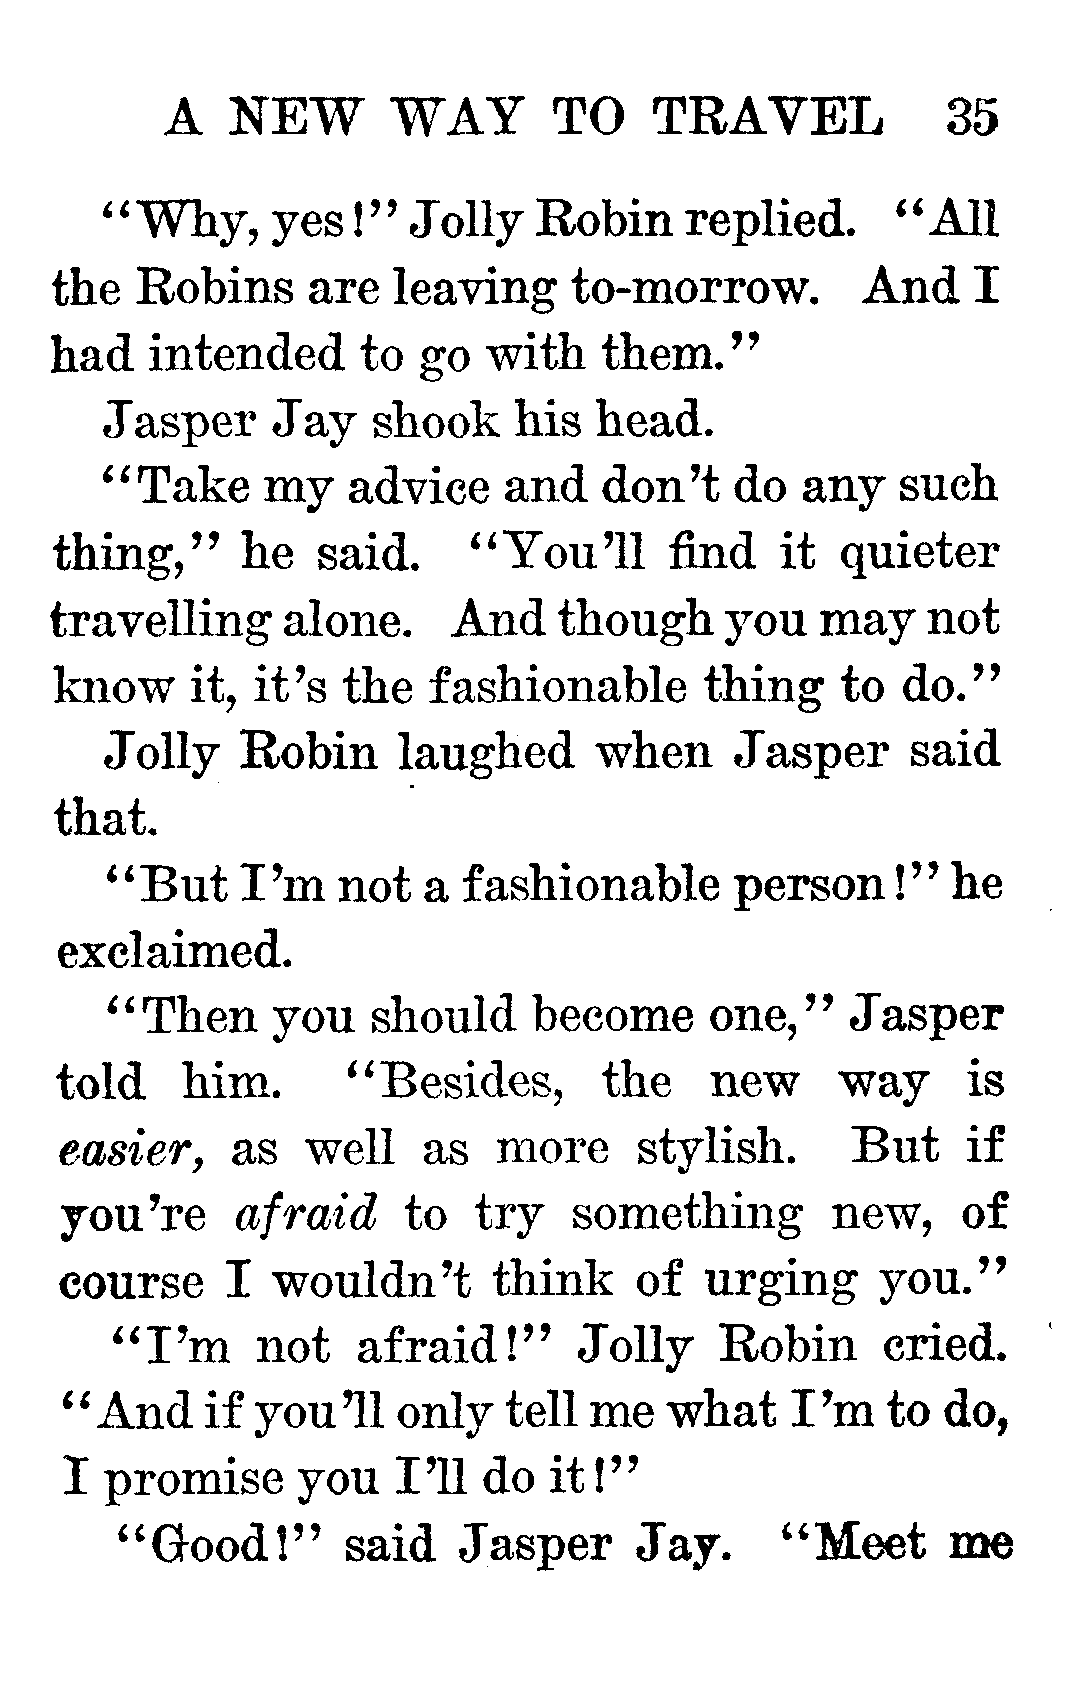 A NEW WAY TO TRAVEL 35
"Why, yes!" Jolly Robin replied. "All
the Robins are leaving to-morrow. And I
had intended to go with them."
Jasper Jay shook his head.
"Take my advice and don't do any such
thing," he said. "You'll find it quieter
travelling alone. And though you may not
know it, it's the fashionable thing to do."
Jolly Robin laughed when Jasper said
that.
"But I'm not a fashionable person!" he
exclaimed.
"Then you should become one," Jasper
told him. "Besides, the new way is
easier, as well as more stylish. But if
you're afraid to try something new, of
course I wouldn't think of urging you."
"I'm not afraid!" Jolly Robin cried.
"And if you'll only tell me what I'm to do,
I promise you I'll do it!"
"Good!" said Jasper Jay. "Meet me